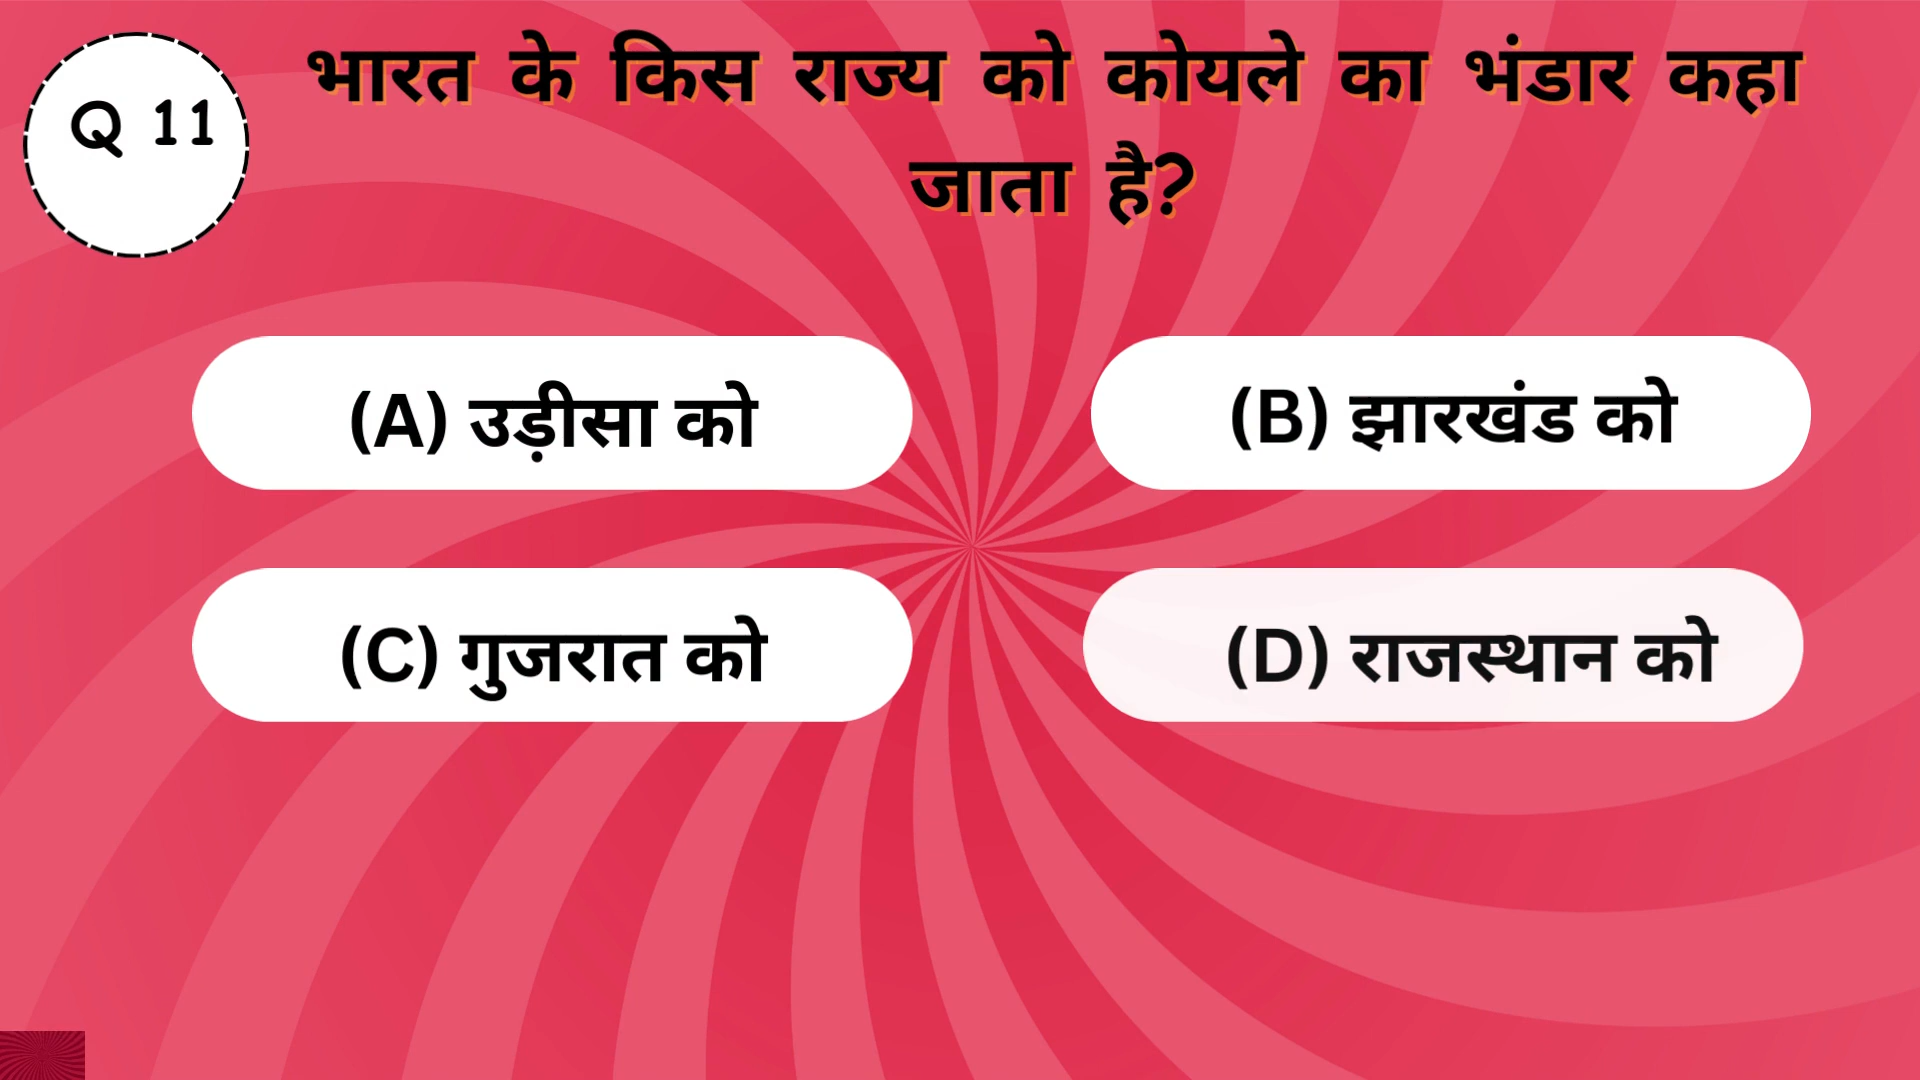 Q 11
भारत के किस राज्य को कोयले का भंडार कहा
जाता है?
(A) उड़ीसा को
(B) झारखंड को
(C) गुजरात को
(D) राजस्थान को